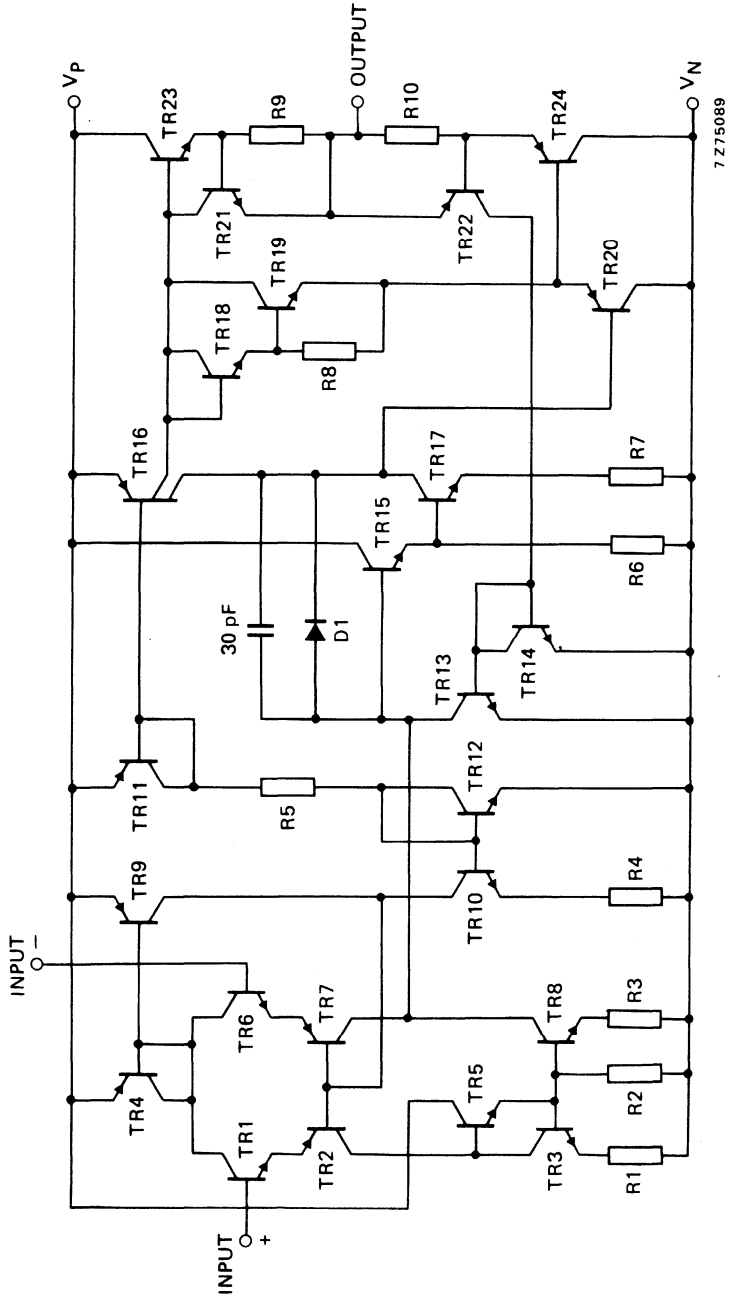 INPUT
−
INPUT
+
VP
OUTPUT
VN
TR1
TR2
TR3
TR4
TR5
TR6
TR7
TR8
TR9
TR10
TR11
TR12
TR13
TR14
TR15
TR16
TR17
TR18
TR19
TR20
TR21
TR22
TR23
TR24
R1
R2
R3
R4
R5
R6
R7
R8
R9
R10
30 pF
D1
7Z75089